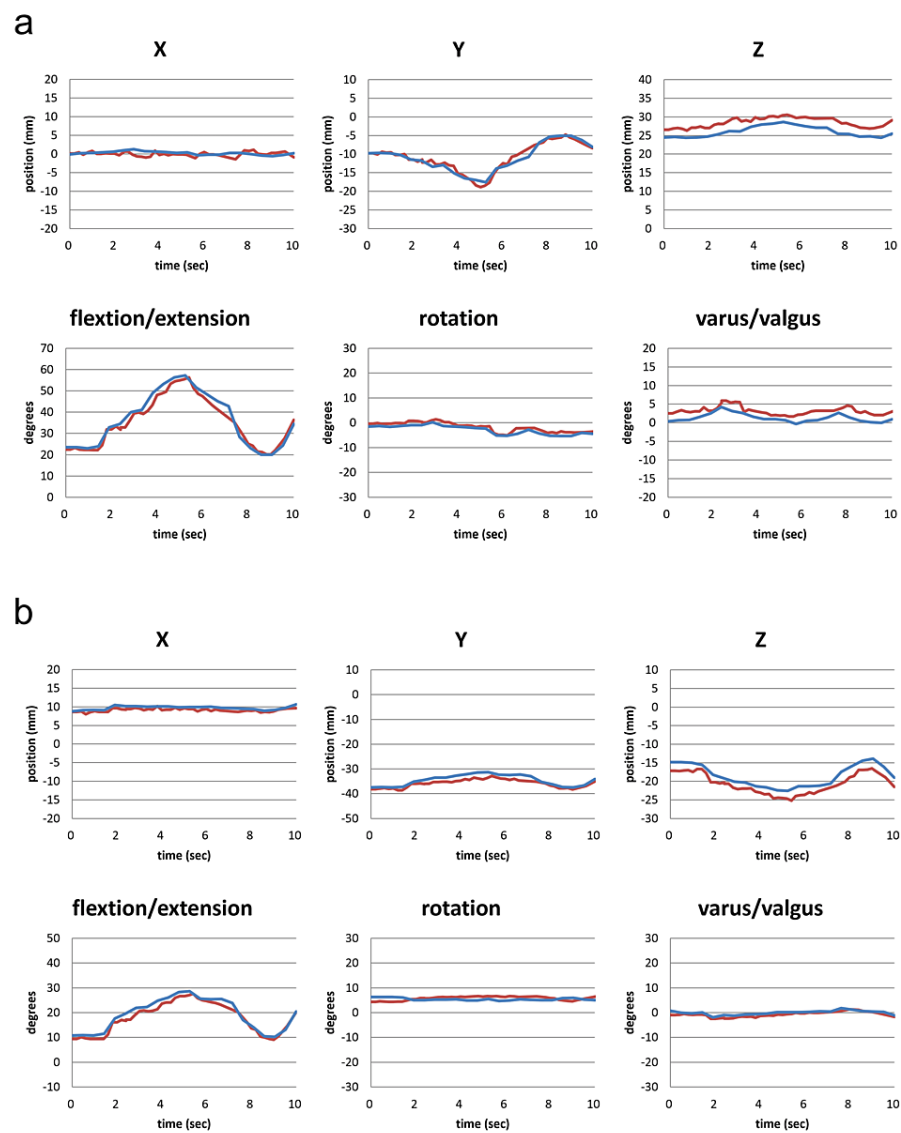 a
X
position (mm)
20
15
10
5
0
-5
-10
-15
-20
0 2 4 6 8 10
time (sec)
Y
position (mm)
10
5
0
-5
-10
-15
-20
-25
-30
0 2 4 6 8 10
time (sec)
Z
position (mm)
40
35
30
25
20
15
10
5
0
0 2 4 6 8 10
time (sec)
flextion/extension
degrees
70
60
50
40
30
20
10
0
0 2 4 6 8 10
time (sec)
rotation
degrees
30
20
10
0
-10
-20
-30
0 2 4 6 8 10
time (sec)
varus/valgus
degrees
20
15
10
5
0
-5
-10
-15
-20
0 2 4 6 8 10
time (sec)
b
X
position (mm)
20
15
10
5
0
-5
-10
-15
-20
0 2 4 6 8 10
time (sec)
Y
position (mm)
10
0
-10
-20
-30
-40
-50
0 2 4 6 8 10
time (sec)
Z
position (mm)
10
5
0
-5
-10
-15
-20
-25
-30
0 2 4 6 8 10
time (sec)
flextion/extension
degrees
50
40
30
20
10
0
-10
0 2 4 6 8 10
time (sec)
rotation
degrees
30
20
10
0
-10
-20
-30
0 2 4 6 8 10
time (sec)
varus/valgus
degrees
30
20
10
0
-10
-20
-30
0 2 4 6 8 10
time (sec)